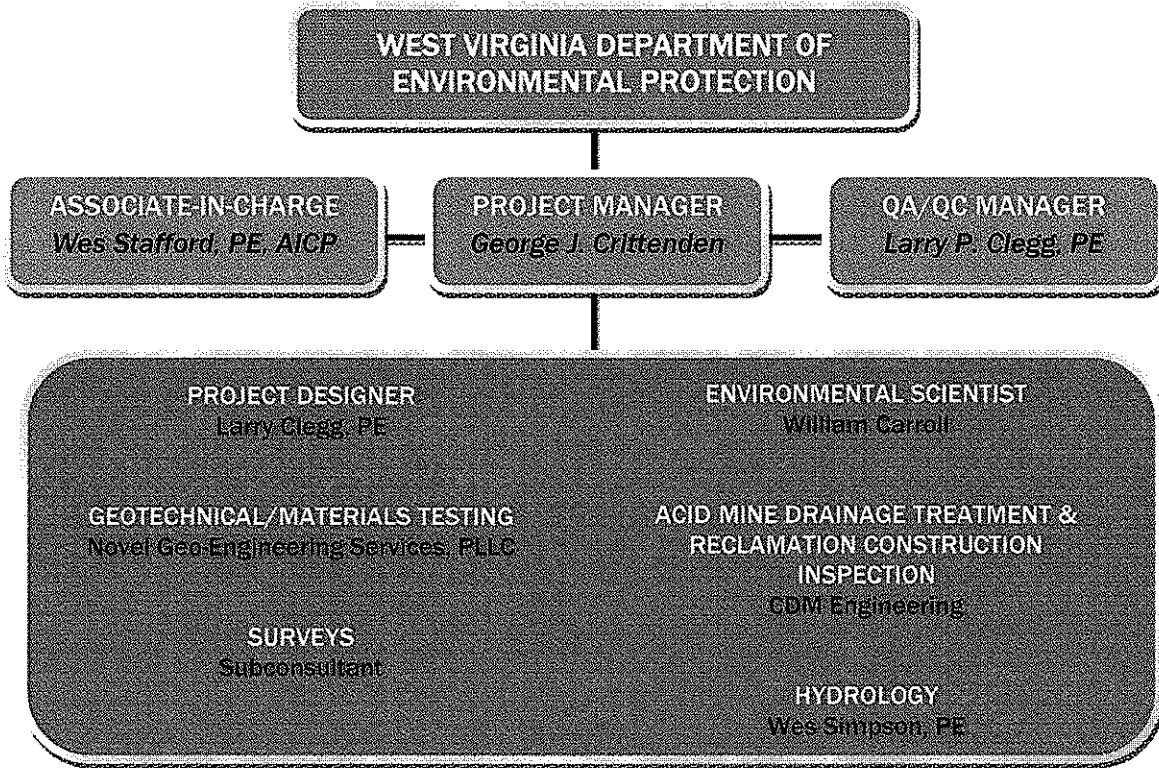 WEST VIRGINIA DEPARTMENT OF
ENVIRONMENTAL PROTECTION
ASSOCIATE-IN-CHARGE
Wes Stafford, PE, AICP
PROJECT MANAGER
George J. Crittenden
QA/QC MANAGER
Larry P. Clegg, PE
PROJECT DESIGNER
Larry Clegg, PE
GEOTECHNICAL/MATERIALS TESTING
Novel Geo-Engineering Services, PLLC
SURVEYS
Subconsultant
ENVIRONMENTAL SCIENTIST
William Carroll
ACID MINE DRAINAGE TREATMENT &
RECLAMATION CONSTRUCTION
INSPECTION
CDM Engineering
HYDROLOGY
Wes Simpson, PE